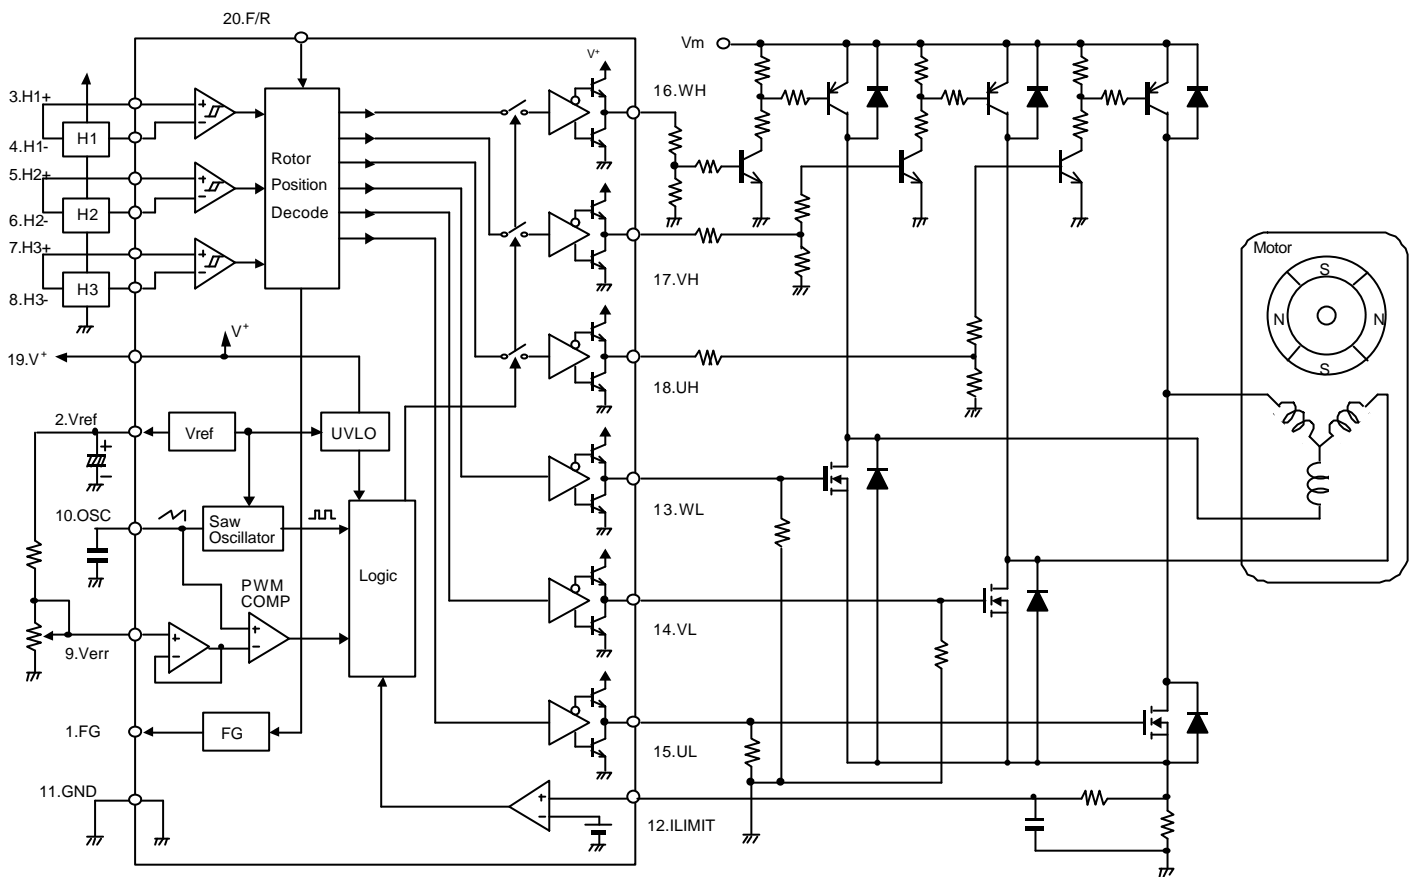 20.F/R
Vm
V+
3.H1+
16.WH
H1
4.H1-
Rotor
Position
Decode
5.H2+
H2
6.H2-
7.H3+
H3
8.H3-
17.VH
Motor
S
N
N
S
V+
19.V+
18.UH
2.Vref
Vref
UVLO
+
-
10.OSC
Saw
Oscillator
13.WL
Logic
PWM
COMP
+
-
+
-
9.Verr
14.VL
1.FG
FG
15.UL
11.GND
+
-
12.ILIMIT
+
-
+
-
+
-